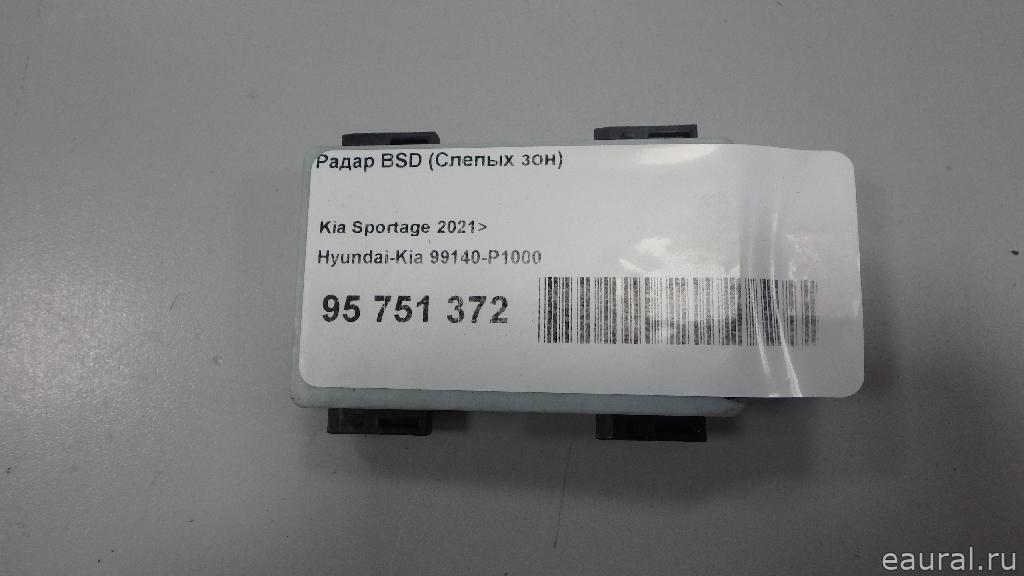 Радар BSD (Слепых зон)
Kia Sportage 2021>
Hyundai-Kia 99140-P1000
95 751 372
eaural.ru